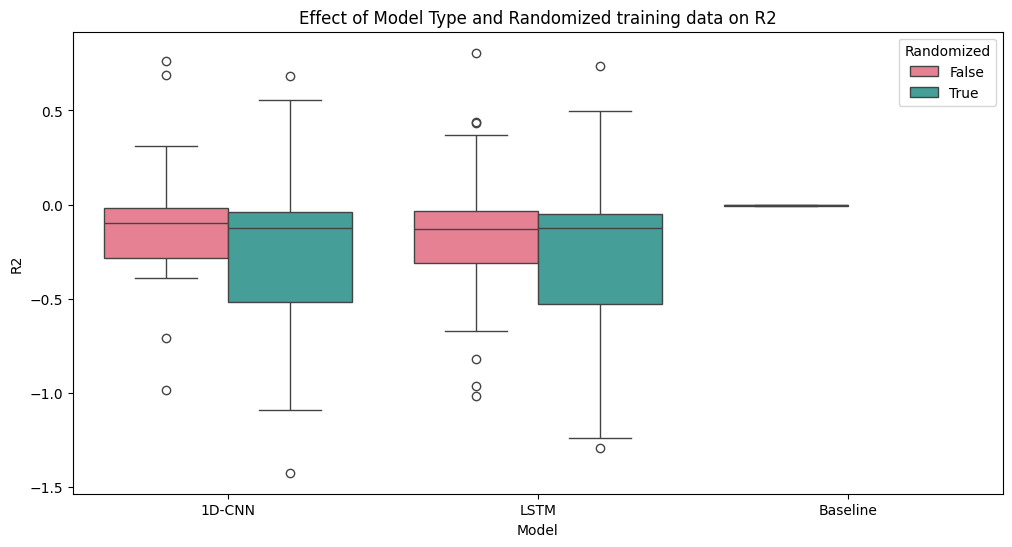 Effect of Model Type and Randomized training data on R2
Randomized
False
True
0.5
0.0
−0.5
−1.0
−1.5
R2
1D-CNN
LSTM
Baseline
Model